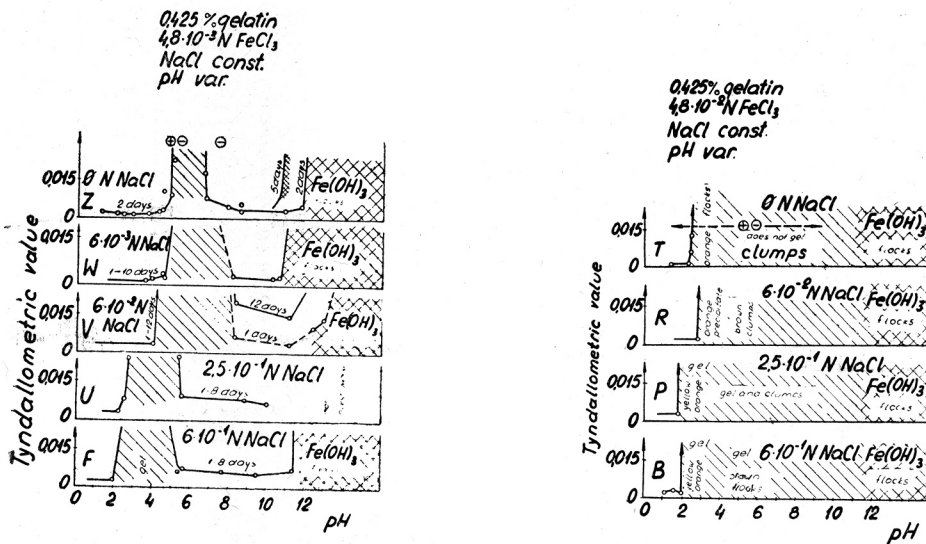 0,425 % gelatin
4,8·10⁻³N FeCl₃
NaCl const.
pH var.
Tyndallometric value
0,015
0
Z
Ø N NaCl
2 days
⊕ ⊖ ⊖
5 days
2 days
Fe(OH)₃
0,015
0
W
6·10⁻³N NaCl
1-10 days
Fe(OH)₃
flocks
0,015
0
V
6·10⁻²N
NaCl
12 days
12 days
1 day
Fe(OH)₃
0,015
0
U
2,5·10⁻¹N NaCl
1-8 days
0,015
0
F
6·10⁻¹N NaCl
gel
1-8 days
Fe(OH)₃
0 2 4 6 8 10 12
pH
0,425% gelatin
4,8·10⁻²N FeCl₃
NaCl const.
pH var.
Tyndallometric value
0,015
0
T
Ø N NaCl
orange flocks
⊕ ⊖
does not gel
clumps
Fe(OH)₃
flocks
0,015
0
R
6·10⁻²N NaCl
orange
precipitate
brown
clumps
Fe(OH)₃
flocks
0,015
0
P
2,5·10⁻¹N NaCl
gel
yellow
orange
gel and clumps
Fe(OH)₃
flocks
0,015
0
B
6·10⁻¹N NaCl
gel
yellow
orange
gel
brown
flocks
Fe(OH)₃
flocks
0 2 4 6 8 10 12
pH